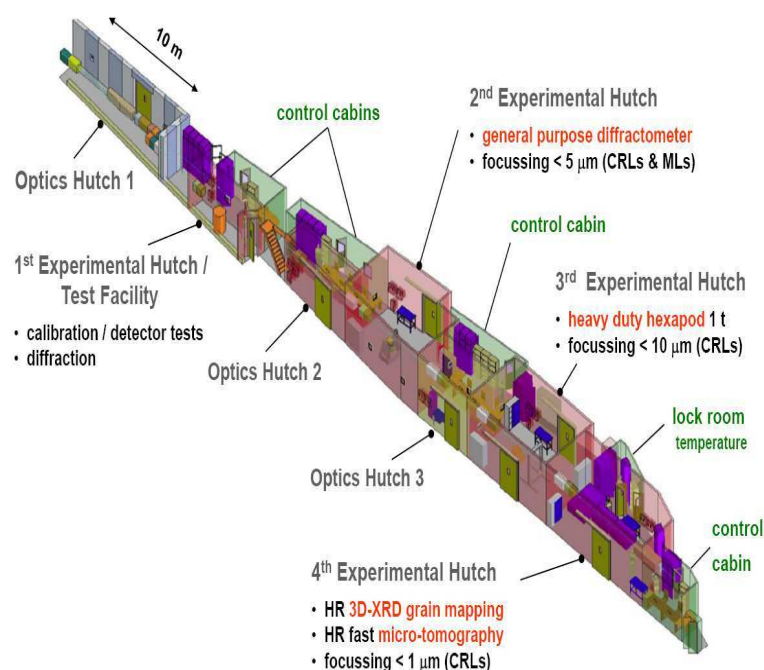 10 m
control cabins
2nd Experimental Hutch
• general purpose diffractometer
• focussing < 5 μm (CRLs & MLs)
Optics Hutch 1
control cabin
1st Experimental Hutch /
Test Facility
• calibration / detector tests
• diffraction
3rd Experimental Hutch
• heavy duty hexapod 1 t
• focussing < 10 μm (CRLs)
Optics Hutch 2
lock room
temperature
Optics Hutch 3
control
cabin
4th Experimental Hutch
• HR 3D-XRD grain mapping
• HR fast micro-tomography
• focussing < 1 μm (CRLs)